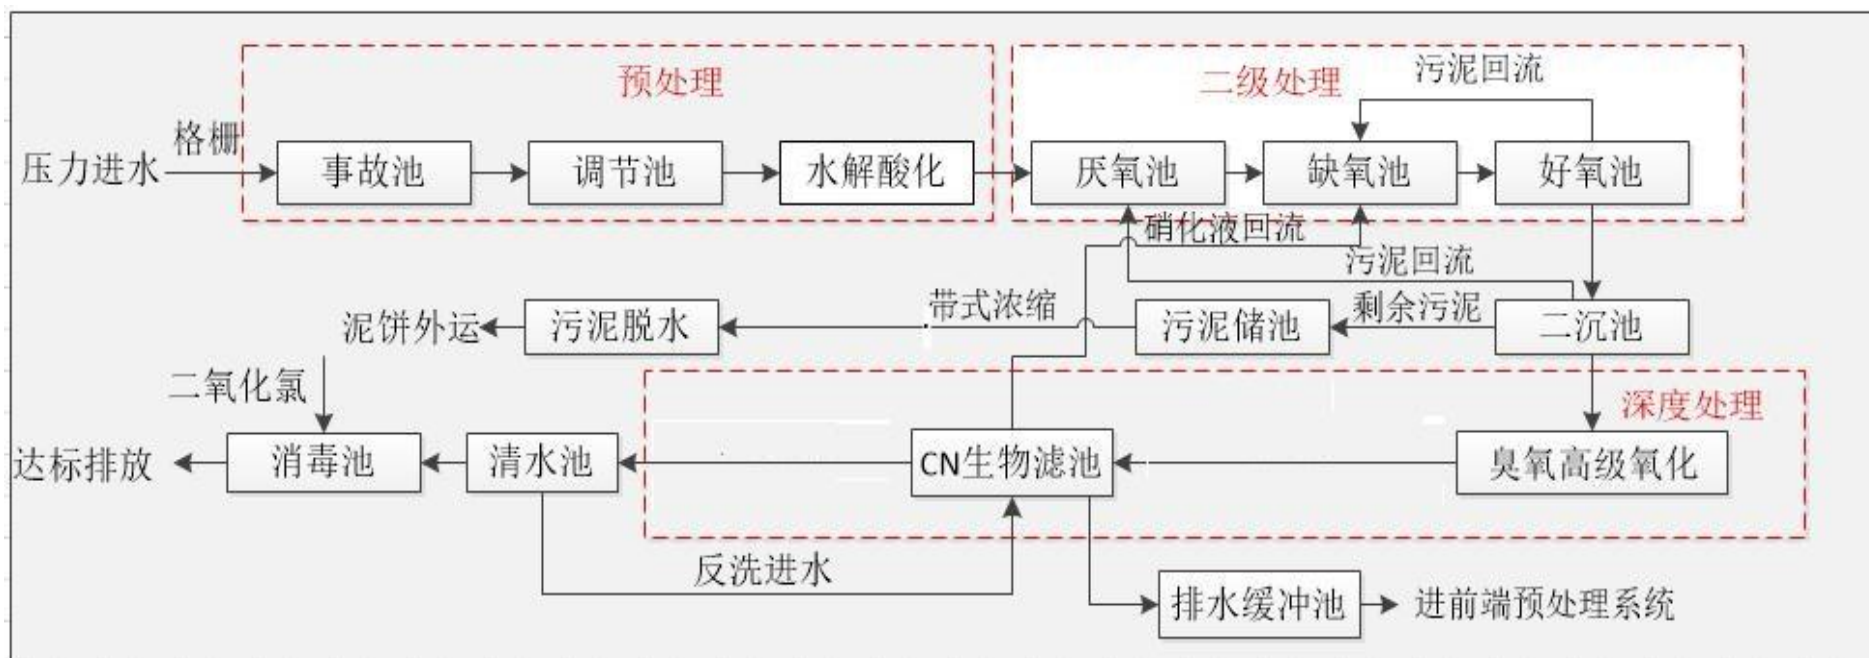 预处理
二级处理
污泥回流
格栅
压力进水
事故池
调节池
水解酸化
厌氧池
缺氧池
好氧池
硝化液回流
污泥回流
泥饼外运
污泥脱水
带式浓缩
污泥储池
剩余污泥
二沉池
二氧化氯
深度处理
达标排放
消毒池
清水池
CN生物滤池
臭氧高级氧化
反洗进水
排水缓冲池
进前端预处理系统